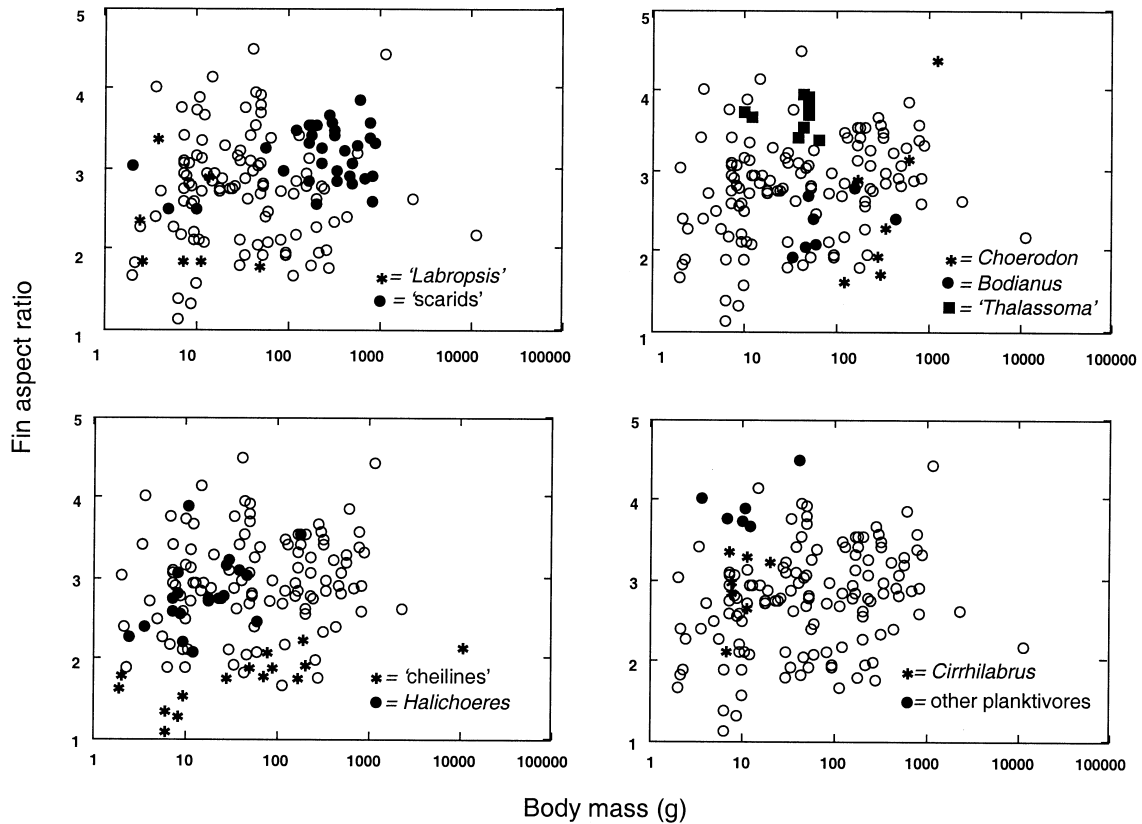 5
4
3
2
1
1 10 100 1000 10000 100000
* = 'Labropsis'
● = 'scarids'
5
4
3
2
1
1 10 100 1000 10000 100000
* = Choerodon
● = Bodianus
■ = 'Thalassoma'
Fin aspect ratio
5
4
3
2
1
1 10 100 1000 10000 100000
* = 'cheilines'
● = Halichoeres
5
4
3
2
1
1 10 100 1000 10000 100000
* = Cirrhilabrus
● = other planktivores
Body mass (g)